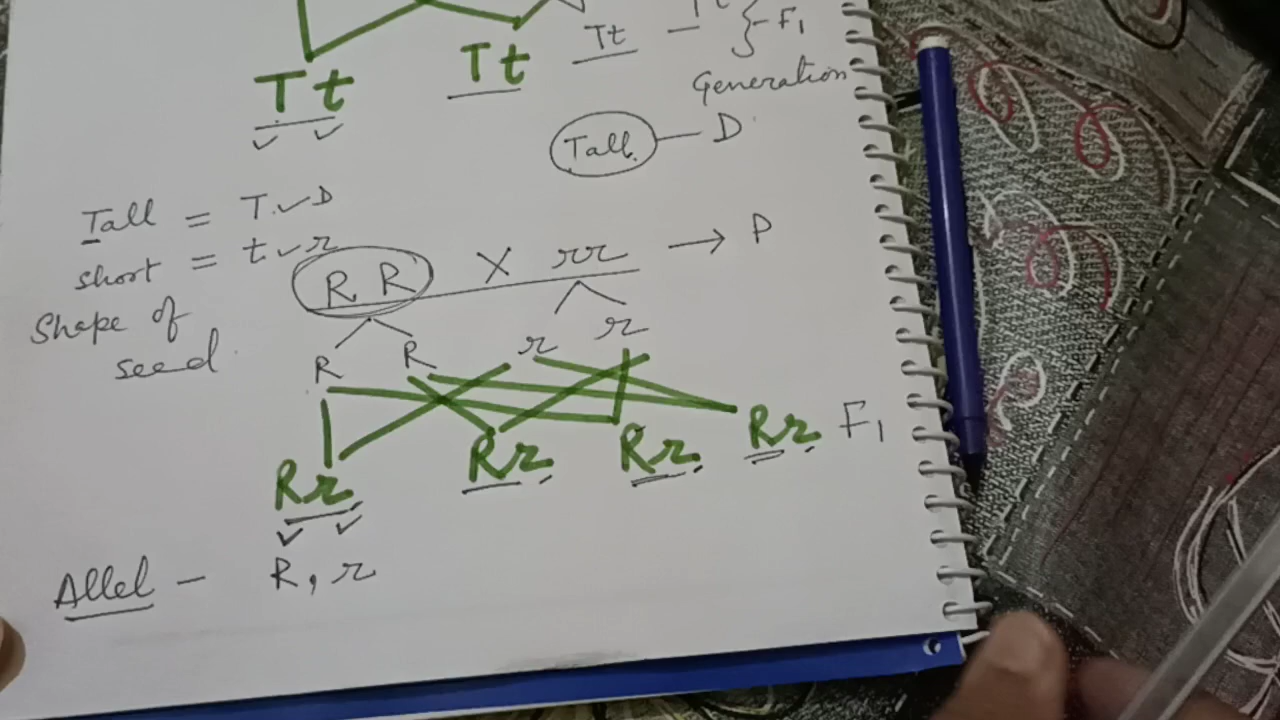 Tt - Tt } - F1
Tt Tt
Generation
Tall - D
Tall = T ✓ D
short = t ✓ r
RR X rr → P
Shape of
seed
R R r r
Rr Rr Rr Rr F1
Allel - R, r